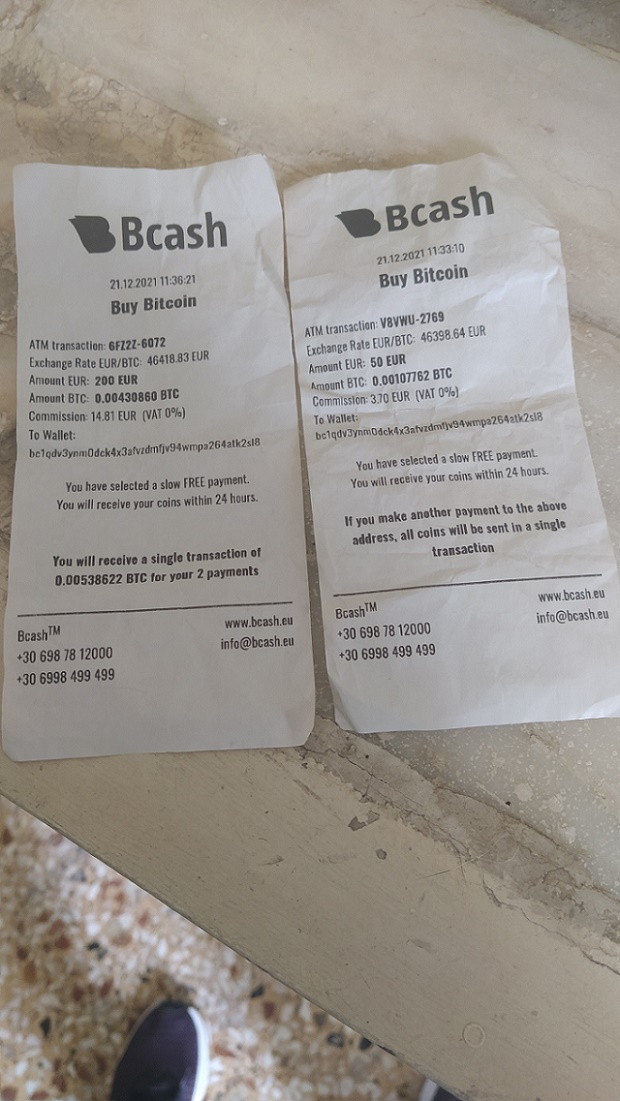 Bcash
21.12.2021 11:36:21
Buy Bitcoin
ATM transaction: 6FZ2Z-6072
Exchange Rate EUR/BTC: 46418.83 EUR
Amount EUR: 200 EUR
Amount BTC: 0.00430860 BTC
Commission: 14.81 EUR (VAT 0%)
To Wallet:
bc1qdv3ynm0dck4x3afvzdmfjv94wmpa264atk2sl8
You have selected a slow FREE payment.
You will receive your coins within 24 hours.
You will receive a single transaction of
0.00538622 BTC for your 2 payments
Bcash™
www.bcash.eu
+30 698 78 12000
info@bcash.eu
+30 6998 499 499
Bcash
21.12.2021 11:33:10
Buy Bitcoin
ATM transaction: V8VWU-2769
Exchange Rate EUR/BTC: 46398.64 EUR
Amount EUR: 50 EUR
Amount BTC: 0.00107762 BTC
Commission: 3.70 EUR (VAT 0%)
To Wallet:
bc1qdv3ynm0dck4x3afvzdmfjv94wmpa264atk2sl8
You have selected a slow FREE payment.
You will receive your coins within 24 hours.
If you make another payment to the above
address, all coins will be sent in a single
transaction
Bcash™
www.bcash.eu
+30 698 78 12000
info@bcash.eu
+30 6998 499 499